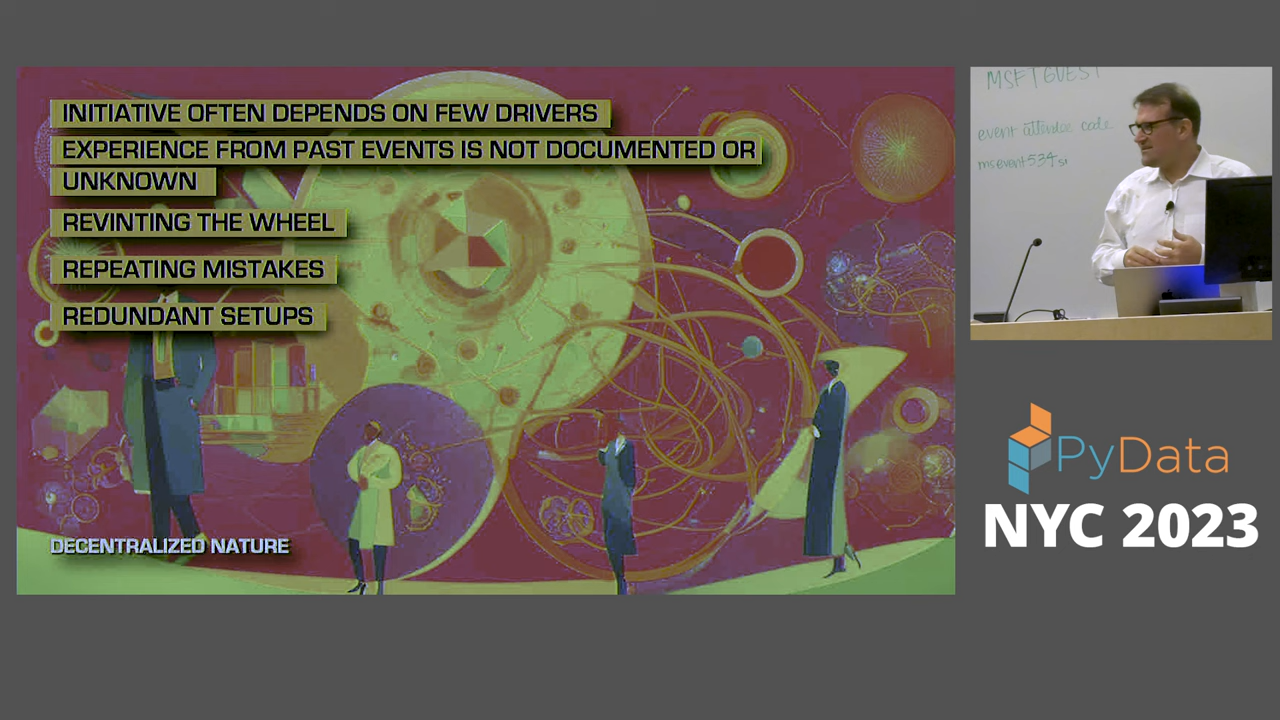 INITIATIVE OFTEN DEPENDS ON FEW DRIVERS
EXPERIENCE FROM PAST EVENTS IS NOT DOCUMENTED OR
UNKNOWN
REVINTING THE WHEEL
REPEATING MISTAKES
REDUNDANT SETUPS
DECENTRALIZED NATURE
MSFTGUEST
event attendee code
PyData
NYC 2023